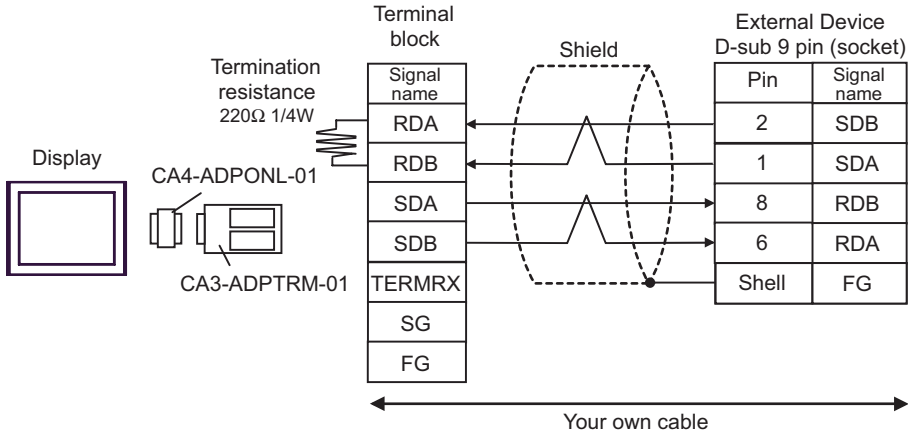 Terminal
block
External Device
D-sub 9 pin (socket)
Shield
Termination
resistance
220Ω 1/4W
Signal
name
Pin
Signal
name
RDA
2
SDB
RDB
1
SDA
Display
CA4-ADPONL-01
SDA
8
RDB
SDB
6
RDA
CA3-ADPTRM-01
TERMRX
Shell
FG
SG
FG
Your own cable